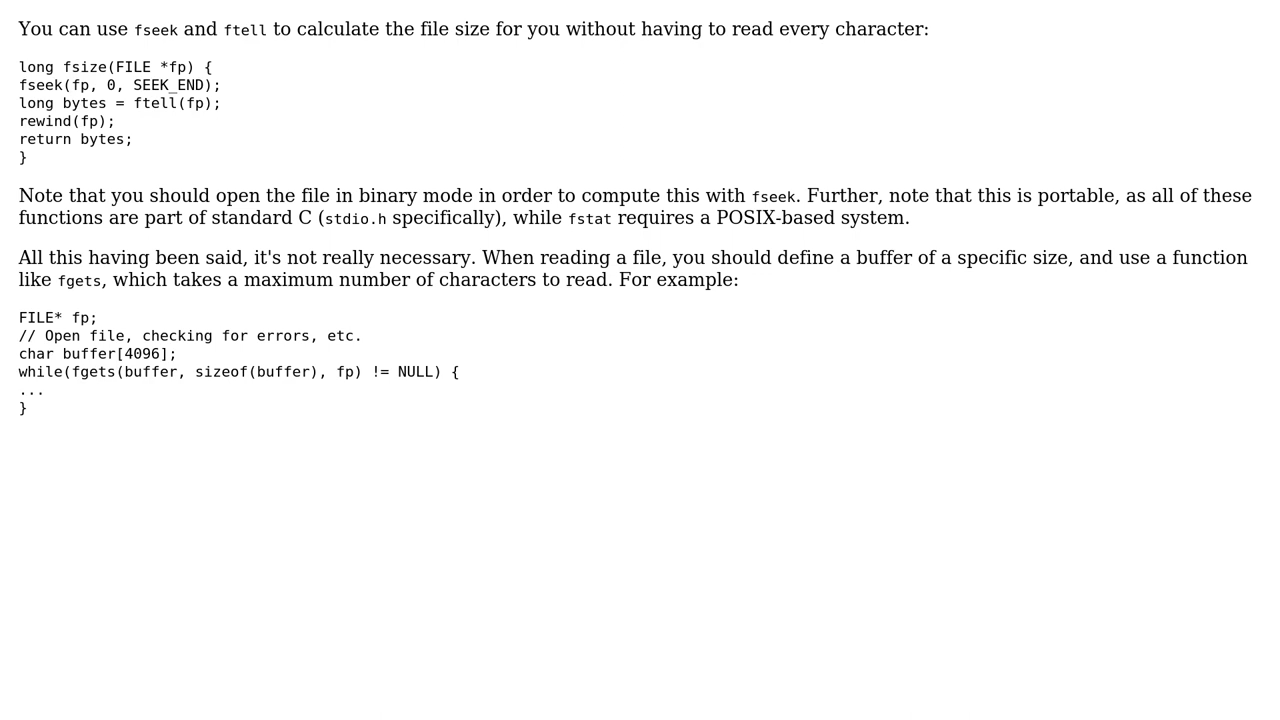 You can use fseek and ftell to calculate the file size for you without having to read every character:
long fsize(FILE *fp) {
fseek(fp, 0, SEEK_END);
long bytes = ftell(fp);
rewind(fp);
return bytes;
}
Note that you should open the file in binary mode in order to compute this with fseek. Further, note that this is portable, as all of these
functions are part of standard C (stdio.h specifically), while fstat requires a POSIX-based system.
All this having been said, it's not really necessary. When reading a file, you should define a buffer of a specific size, and use a function
like fgets, which takes a maximum number of characters to read. For example:
FILE* fp;
// Open file, checking for errors, etc.
char buffer[4096];
while(fgets(buffer, sizeof(buffer), fp) != NULL) {
...
}